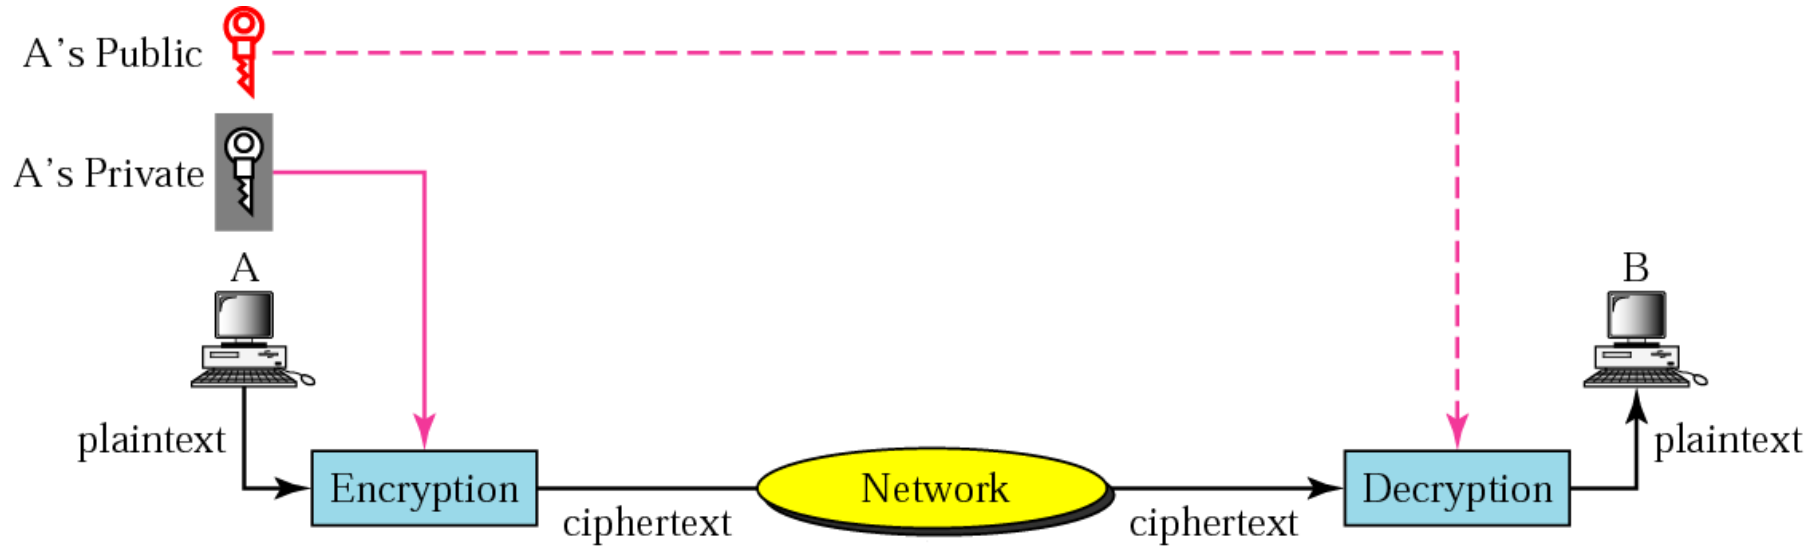 A's Public
A's Private
A
B
plaintext
plaintext
Encryption
Network
Decryption
ciphertext
ciphertext